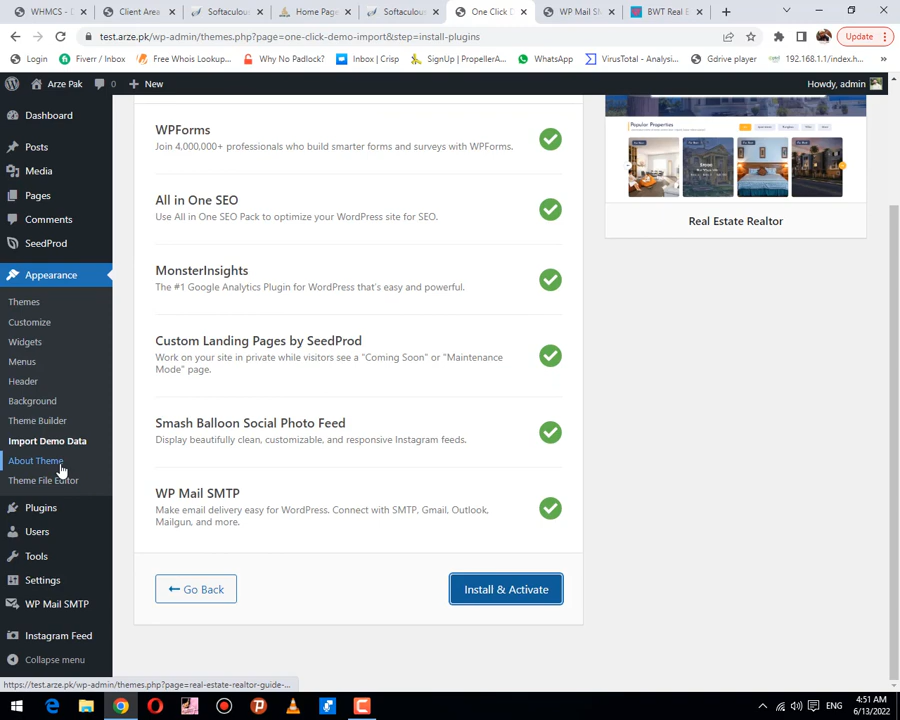 WHMCS -
Client Area
Softaculous
Home Page
Softaculous
One Click D
WP Mail SM
BWT Real E
test.arze.pk/wp-admin/themes.php?page=one-click-demo-import&step=install-plugins
Update
Login
Fiverr / Inbox
Free Whois Lookup...
Why No Padlock?
Inbox | Crisp
SignUp | PropellerA...
WhatsApp
VirusTotal - Analysi...
Gdrive player
192.168.1.1/index.h...
Arze Pak
0
New
Howdy, admin
Dashboard
Posts
Media
Pages
Comments
SeedProd
Appearance
Themes
Customize
Widgets
Menus
Header
Background
Theme Builder
Import Demo Data
About Theme
Theme File Editor
Plugins
Users
Tools
Settings
WP Mail SMTP
Instagram Feed
Collapse menu
WPForms
Join 4,000,000+ professionals who build smarter forms and surveys with WPForms.
All in One SEO
Use All in One SEO Pack to optimize your WordPress site for SEO.
MonsterInsights
The #1 Google Analytics Plugin for WordPress that's easy and powerful.
Custom Landing Pages by SeedProd
Work on your site in private while visitors see a "Coming Soon" or "Maintenance
Mode" page.
Smash Balloon Social Photo Feed
Display beautifully clean, customizable, and responsive Instagram feeds.
WP Mail SMTP
Make email delivery easy for WordPress. Connect with SMTP, Gmail, Outlook,
Mailgun, and more.
Go Back
Install & Activate
Popular Properties
Real Estate Realtor
https://test.arze.pk/wp-admin/themes.php?page=real-estate-realtor-guide-...
ENG
4:51 AM
6/13/2022